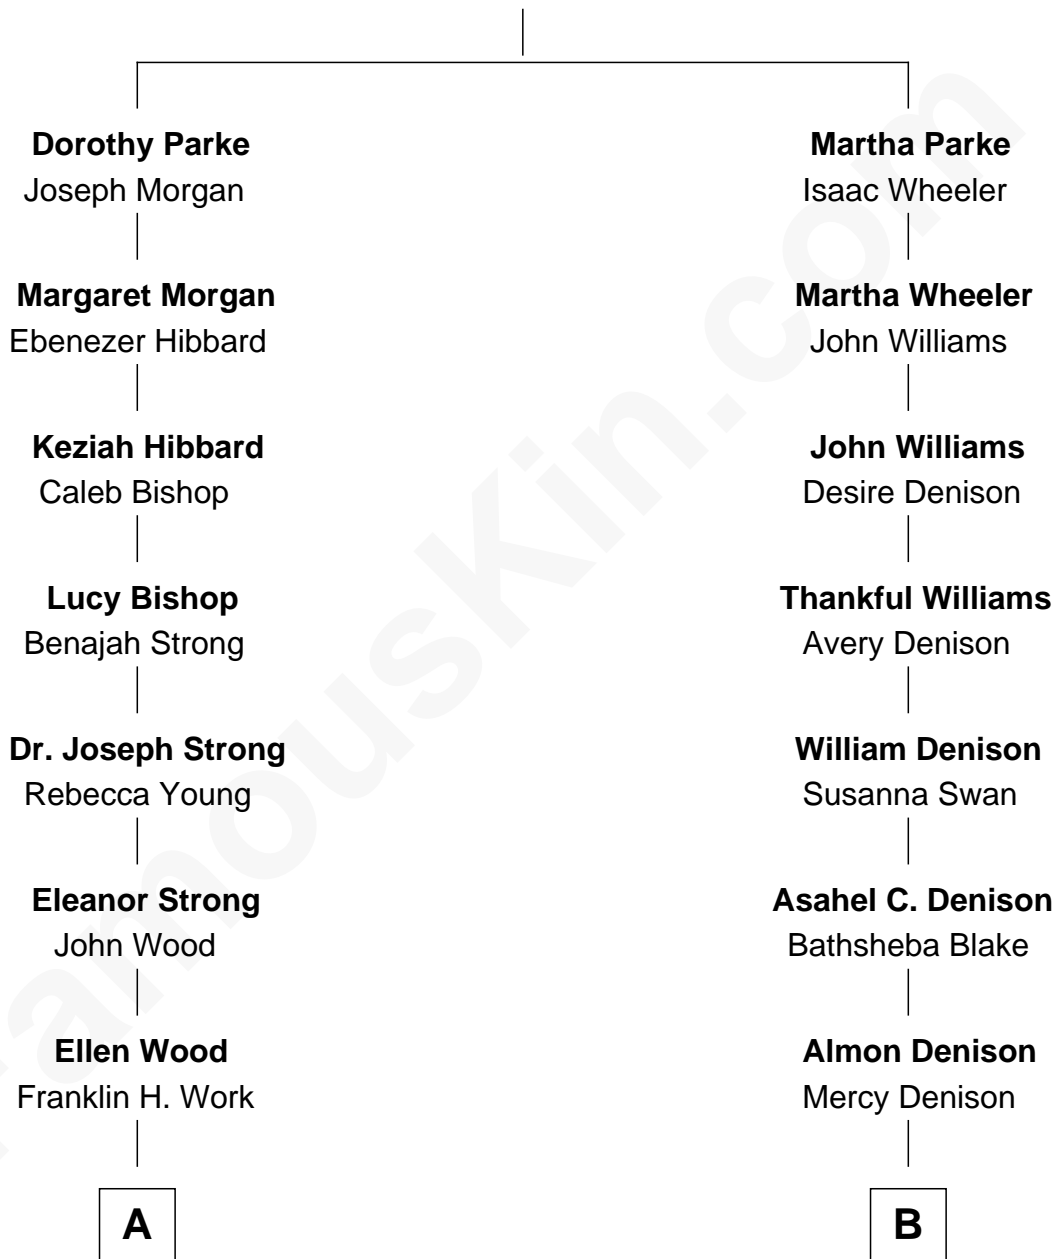 Dorothy Parke
Joseph Morgan
Martha Parke
Isaac Wheeler
Margaret Morgan
Ebenezer Hibbard
Martha Wheeler
John Williams
Keziah Hibbard
Caleb Bishop
John Williams
Desire Denison
Lucy Bishop
Benajah Strong
Thankful Williams
Avery Denison
Dr. Joseph Strong
Rebecca Young
William Denison
Susanna Swan
Eleanor Strong
John Wood
Asahel C. Denison
Bathsheba Blake
Ellen Wood
Franklin H. Work
Almon Denison
Mercy Denison
A
B
FamousKin.com